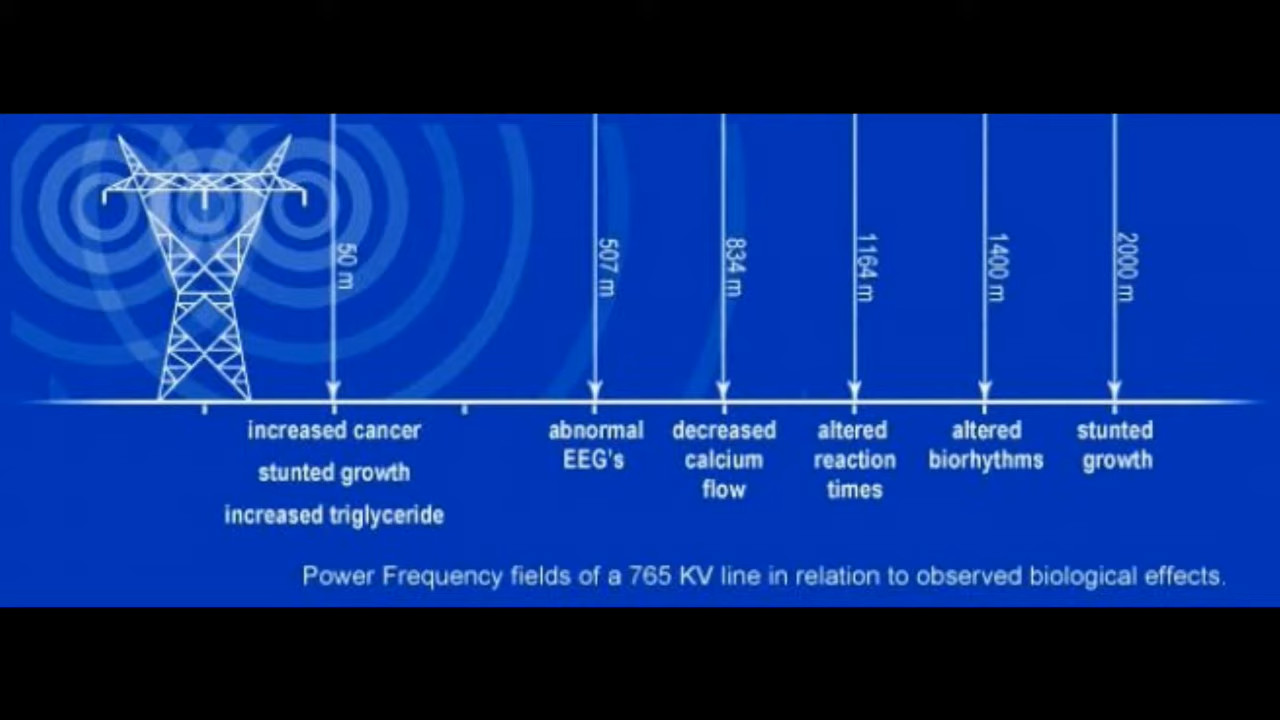 50 m
507 m
834 m
1164 m
1400 m
2000 m
increased cancer
stunted growth
increased triglyceride
abnormal
EEG's
decreased
calcium
flow
altered
reaction
times
altered
biorhythms
stunted
growth
Power Frequency fields of a 765 KV line in relation to observed biological effects.